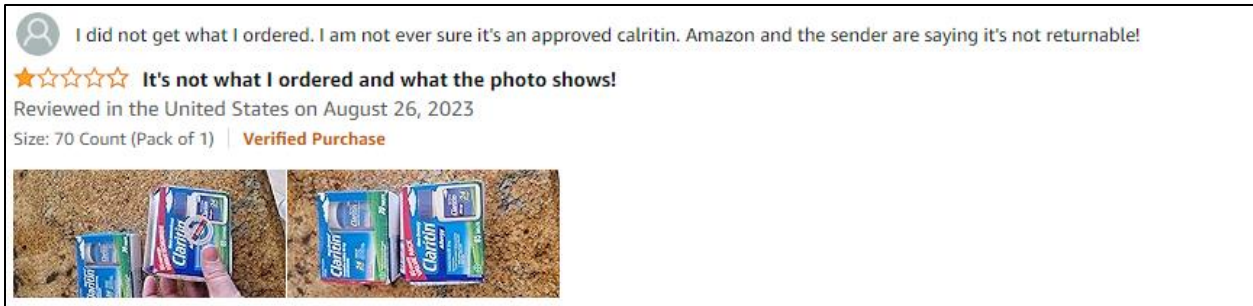 I did not get what I ordered. I am not ever sure it's an approved calritin. Amazon and the sender are saying it's not returnable!
It's not what I ordered and what the photo shows!
Reviewed in the United States on August 26, 2023
Size: 70 Count (Pack of 1) Verified Purchase
Claritin
Claritin
Claritin
Claritin